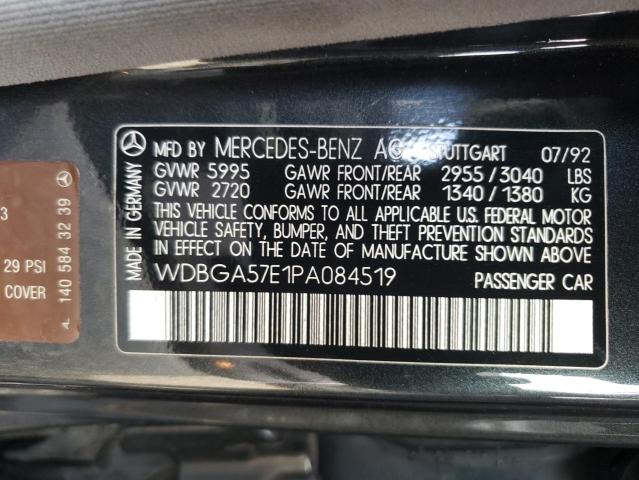 MFD BY MERCEDES-BENZ AG STUTTGART 07/92
GVWR 5995 GAWR FRONT/REAR 2955 / 3040 LBS
GVWR 2720 GAWR FRONT/REAR 1340 / 1380 KG
THIS VEHICLE CONFORMS TO ALL APPLICABLE U.S. FEDERAL MOTOR
VEHICLE SAFETY, BUMPER, AND THEFT PREVENTION STANDARDS
IN EFFECT ON THE DATE OF MANUFACTURE SHOWN ABOVE.
WDBGA57E1PA084519 PASSENGER CAR
MADE IN GERMANY
3
29 PSI
COVER
A 140 584 32 39